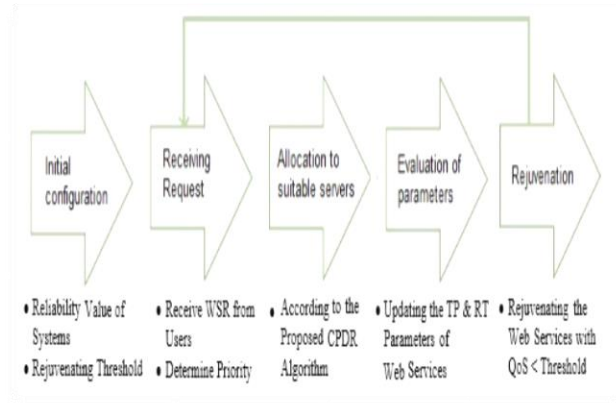 Initial
configuration
Receiving
Request
Allocation to
suitable servers
Evaluation of
parameters
Rejuvenation
• Reliability Value of
Systems
• Rejuvenating Threshold
• Receive WSR from
Users
• Determine Priority
• According to the
Proposed CPDR
Algorithm
• Updating the TP & RT
Parameters of
Web Services
• Rejuvenating the
Web Services with
QoS < Threshold